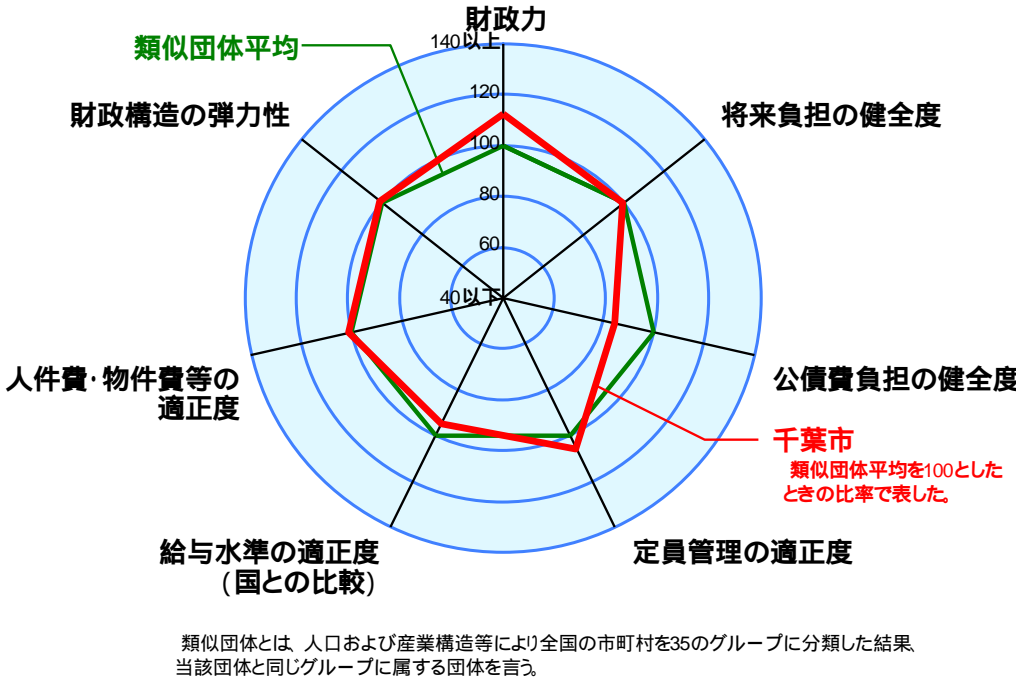 財政力
140以上
類似団体平均
120
財政構造の弾力性
将来負担の健全度
100
80
60
40以下
人件費・物件費等の
適正度
公債費負担の健全度
千葉市
類似団体平均を100とした
ときの比率で表した。
給与水準の適正度
(国との比較)
定員管理の適正度
類似団体とは、人口および産業構造等により全国の市町村を35のグループに分類した結果、
当該団体と同じグループに属する団体を言う。